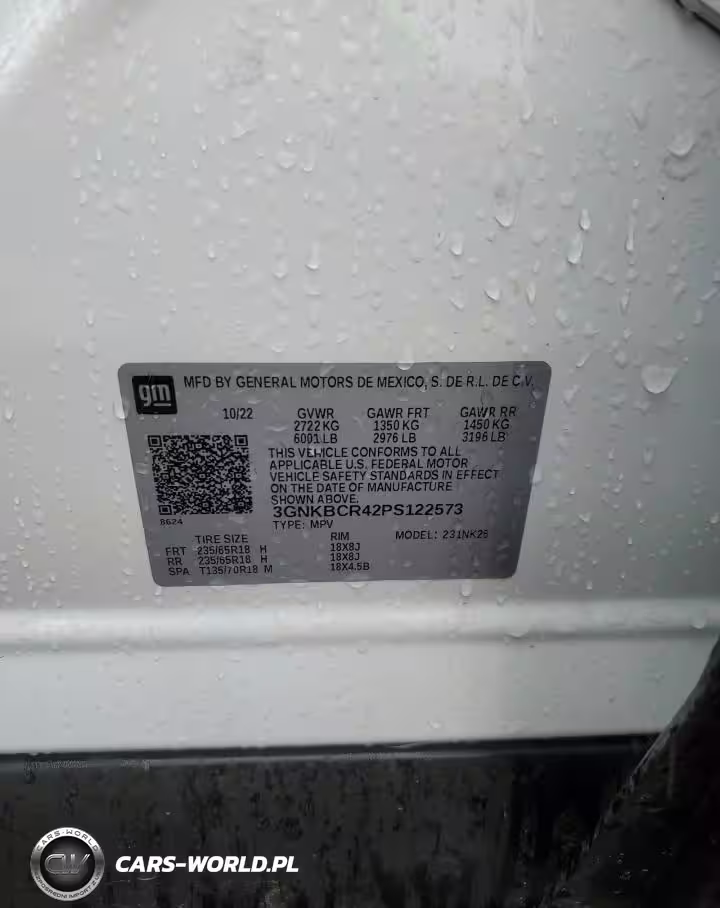 gm
MFD BY GENERAL MOTORS DE MEXICO, S. DE R.L. DE C.V.
10/22 GVWR GAWR FRT GAWR RR
2722 KG 1350 KG 1450 KG
6001 LB 2976 LB 3196 LB
THIS VEHICLE CONFORMS TO ALL
APPLICABLE U.S. FEDERAL MOTOR
VEHICLE SAFETY STANDARDS IN EFFECT
ON THE DATE OF MANUFACTURE
SHOWN ABOVE.
8624
3GNKBCR42PS122573
TYPE: MPV MODEL: 231NK26
TIRE SIZE RIM
FRT 235/65R18 H 18X8J
RR 235/65R18 H 18X8J
SPA T135/70R18 M 18X4.5B
CARS-WORLD
CARS-WORLD.PL